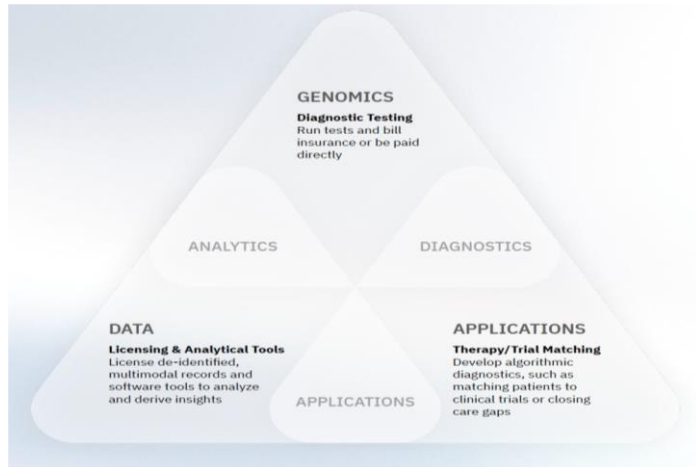 GENOMICS
Diagnostic Testing
Run tests and bill
insurance or be paid
directly
ANALYTICS
DIAGNOSTICS
DATA
Licensing & Analytical Tools
License de-identified,
multimodal records and
software tools to analyze
and derive insights
APPLICATIONS
APPLICATIONS
Therapy/Trial Matching
Develop algorithmic
diagnostics, such as
matching patients to
clinical trials or closing
care gaps